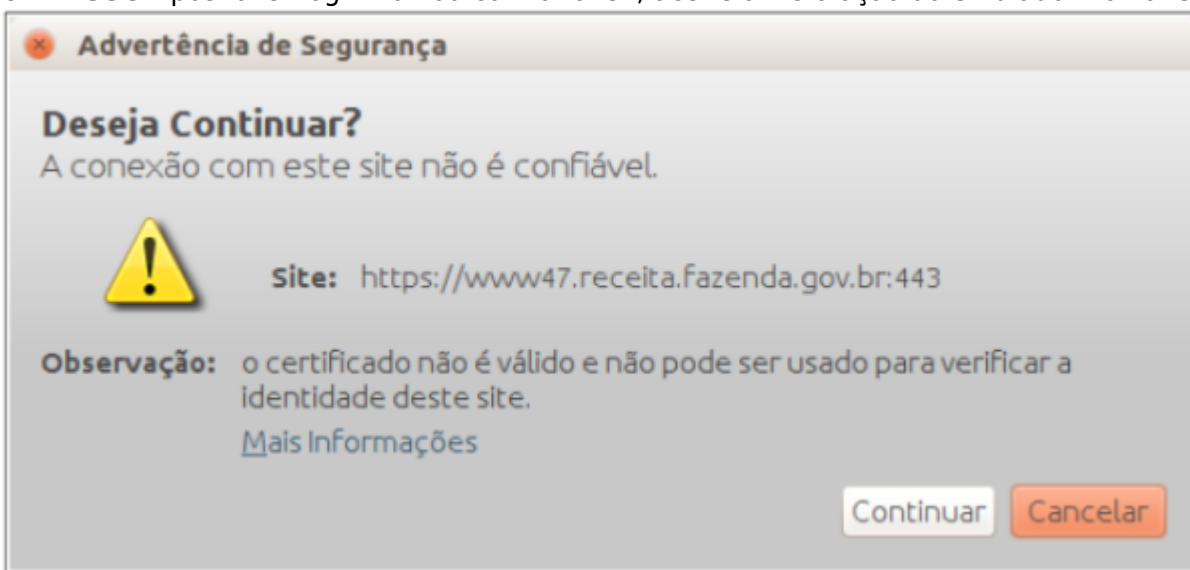 Advertência de Segurança
Deseja Continuar?
A conexão com este site não é confiável.
Site: https://www47.receita.fazenda.gov.br:443
Observação: o certificado não é válido e não pode ser usado para verificar a
identidade deste site.
Mais Informações
Continuar Cancelar